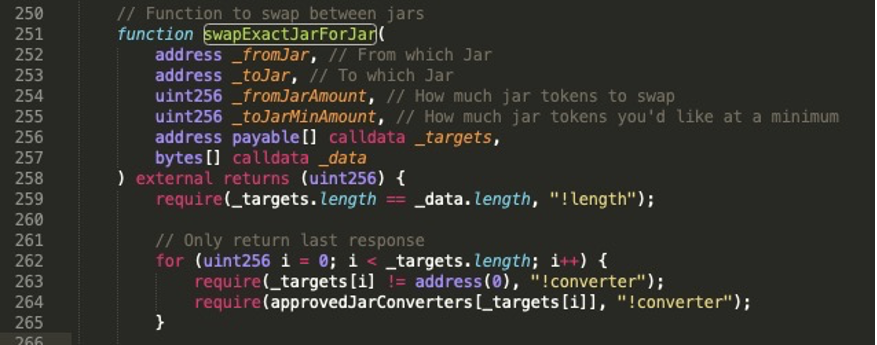 250 // Function to swap between jars
251 function swapExactJarForJar(
252 address _fromJar, // From which Jar
253 address _toJar, // To which Jar
254 uint256 _fromJarAmount, // How much jar tokens to swap
255 uint256 _toJarMinAmount, // How much jar tokens you'd like at a minimum
256 address payable[] calldata _targets,
257 bytes[] calldata _data
258 ) external returns (uint256) {
259 require(_targets.length == _data.length, "!length");
260
261 // Only return last response
262 for (uint256 i = 0; i < _targets.length; i++) {
263 require(_targets[i] != address(0), "!converter");
264 require(approvedJarConverters[_targets[i]], "!converter");
265 }
266